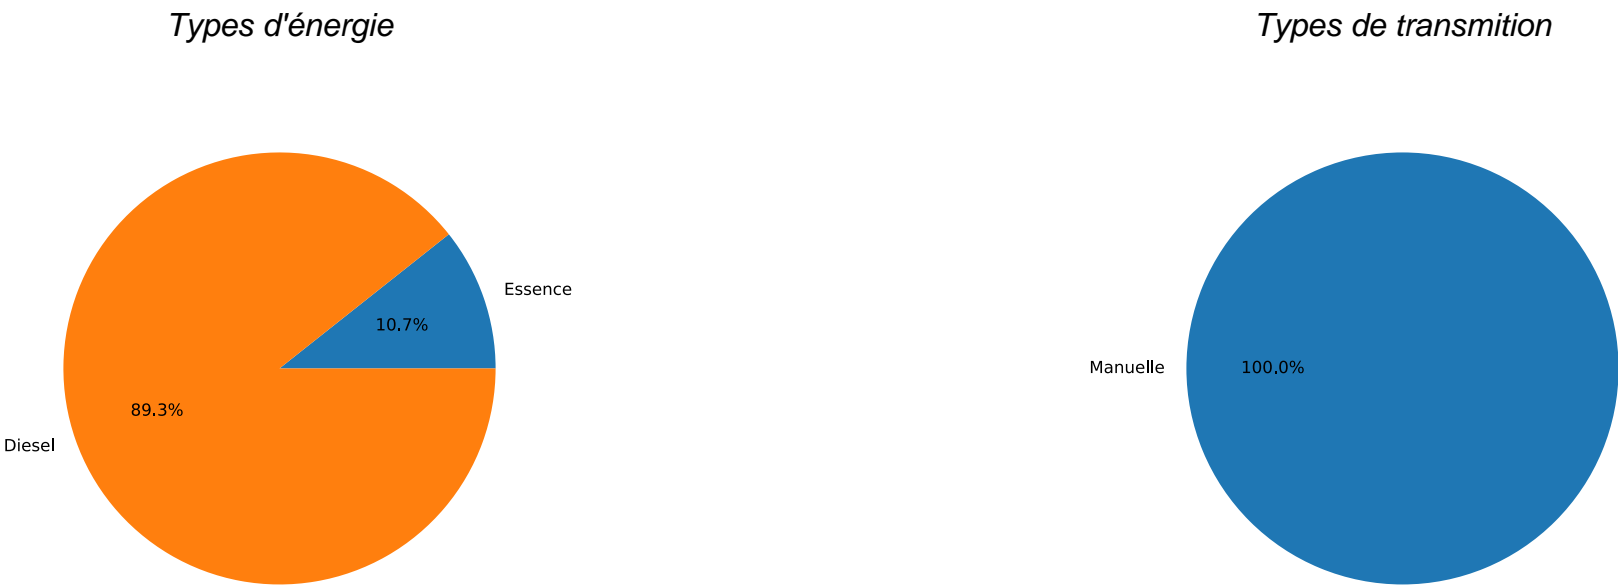 Types d'énergie
Types de transmition
Essence
10.7%
89.3%
Diesel
Manuelle
100.0%